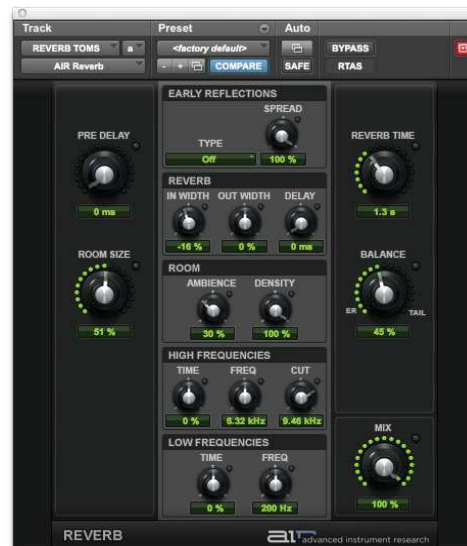 Track Preset Auto
REVERB TOMS a <factory default> BYPASS
AIR Reverb - + COMPARE SAFE RTAS
EARLY REFLECTIONS
SPREAD
TYPE
Off 100 %
PRE DELAY
0 ms
ROOM SIZE
51 %
REVERB
IN WIDTH OUT WIDTH DELAY
-16 % 0 % 0 ms
ROOM
AMBIENCE DENSITY
30 % 100 %
HIGH FREQUENCIES
TIME FREQ CUT
0 % 6.32 kHz 9.46 kHz
LOW FREQUENCIES
TIME FREQ
0 % 200 Hz
REVERB TIME
1.3 s
BALANCE
ER TAIL
45 %
MIX
100 %
REVERB air advanced instrument research